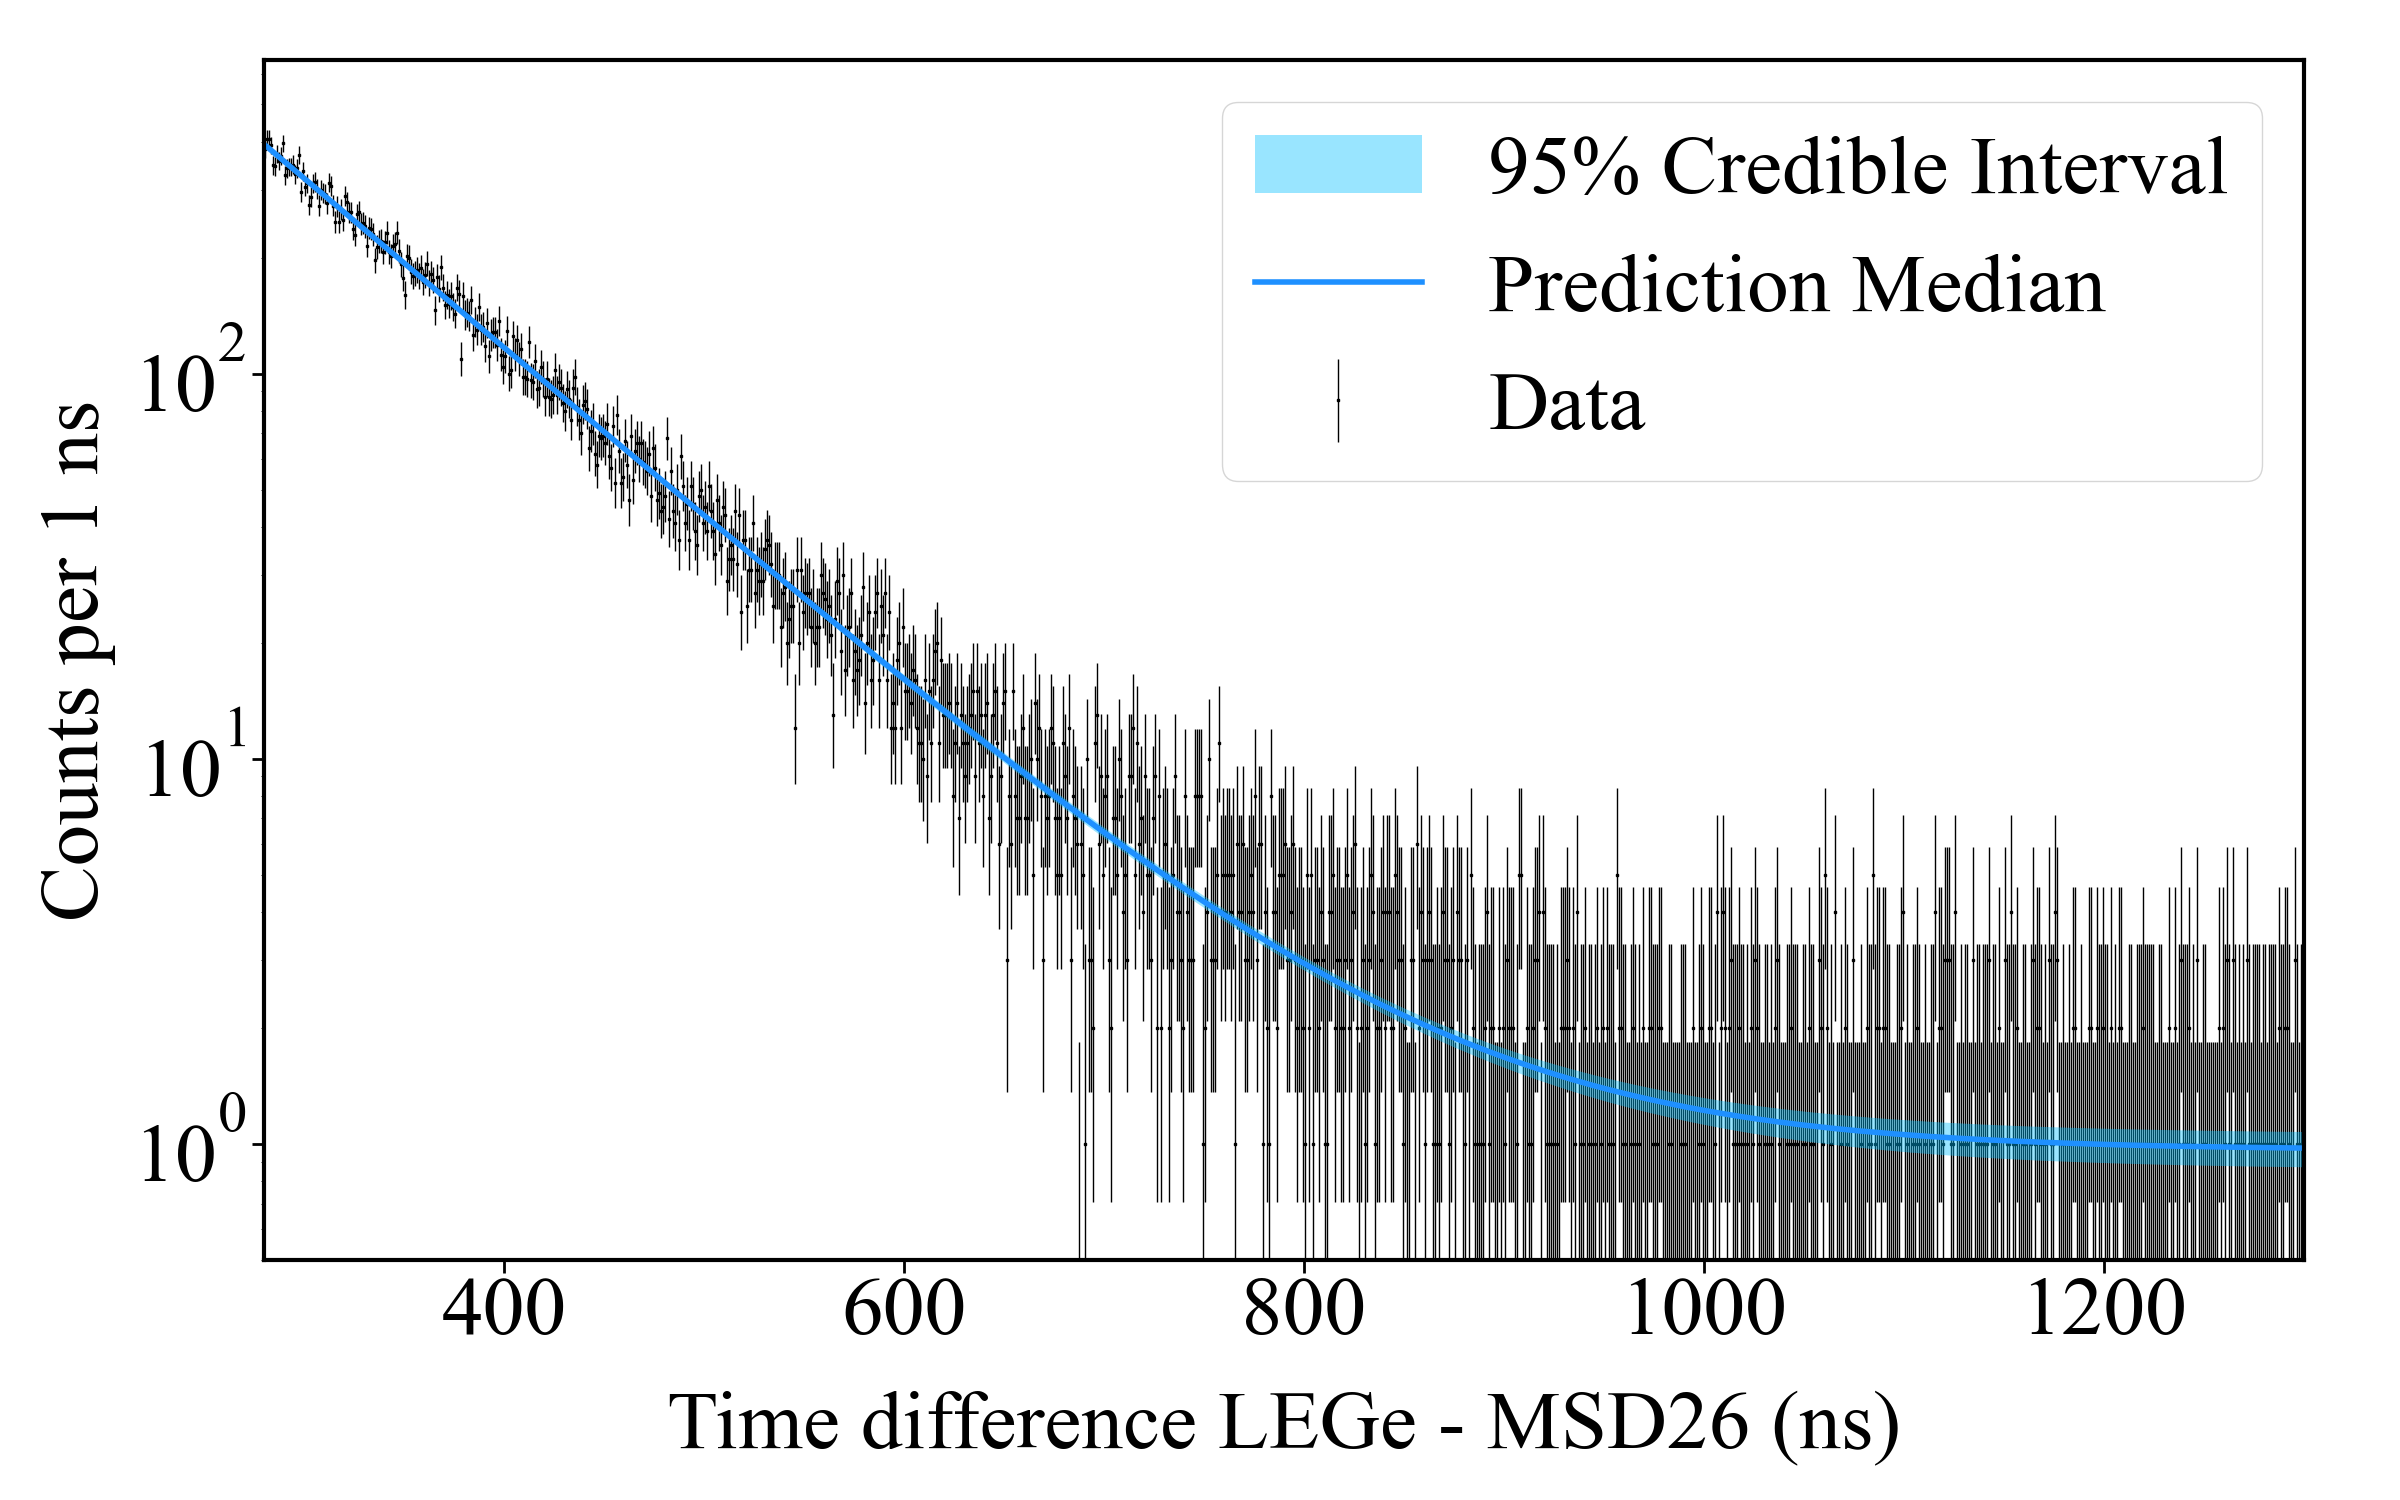 95% Credible Interval
Prediction Median
Data
Counts per 1 ns
10²
10¹
10⁰
400 600 800 1000 1200
Time difference LEGe - MSD26 (ns)